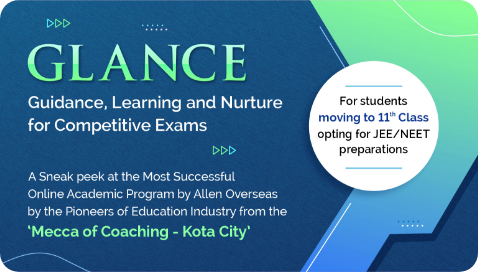 GLANCE
Guidance, Learning and Nurture
for Competitive Exams
A Sneak peek at the Most Successful
Online Academic Program by Allen Overseas
by the Pioneers of Education Industry from the
'Mecca of Coaching - Kota City'
For students
moving to 11th Class
opting for JEE/NEET
preparations